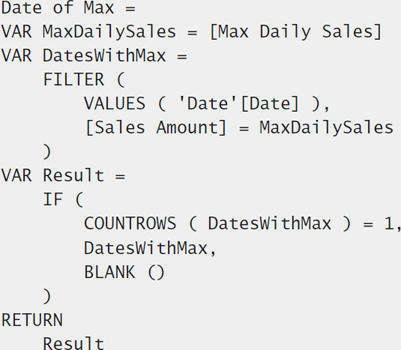 Date of Max =
VAR MaxDailySales = [Max Daily Sales]
VAR DatesWithMax =
    FILTER (
        VALUES ( 'Date'[Date] ),
        [Sales Amount] = MaxDailySales
    )
VAR Result =
    IF (
        COUNTROWS ( DatesWithMax ) = 1,
        DatesWithMax,
        BLANK ()
    )
RETURN
    Result